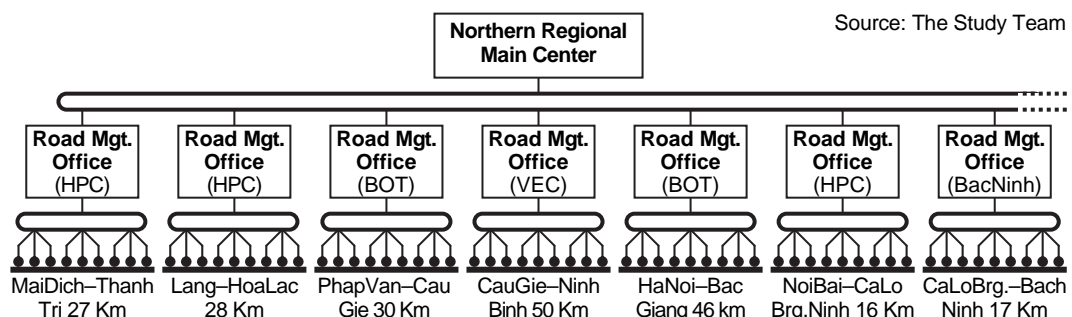 Source: The Study Team
Northern Regional
Main Center
Road Mgt.
Office
(HPC)
Road Mgt.
Office
(HPC)
Road Mgt.
Office
(BOT)
Road Mgt.
Office
(VEC)
Road Mgt.
Office
(BOT)
Road Mgt.
Office
(HPC)
Road Mgt.
Office
(BacNinh)
MaiDich–Thanh
Tri 27 Km
Lang–HoaLac
28 Km
PhapVan–Cau
Gie 30 Km
CauGie–Ninh
Binh 50 Km
HaNoi–Bac
Giang 46 km
NoiBai–CaLo
Brg.Ninh 16 Km
CaLoBrg.–Bach
Ninh 17 Km